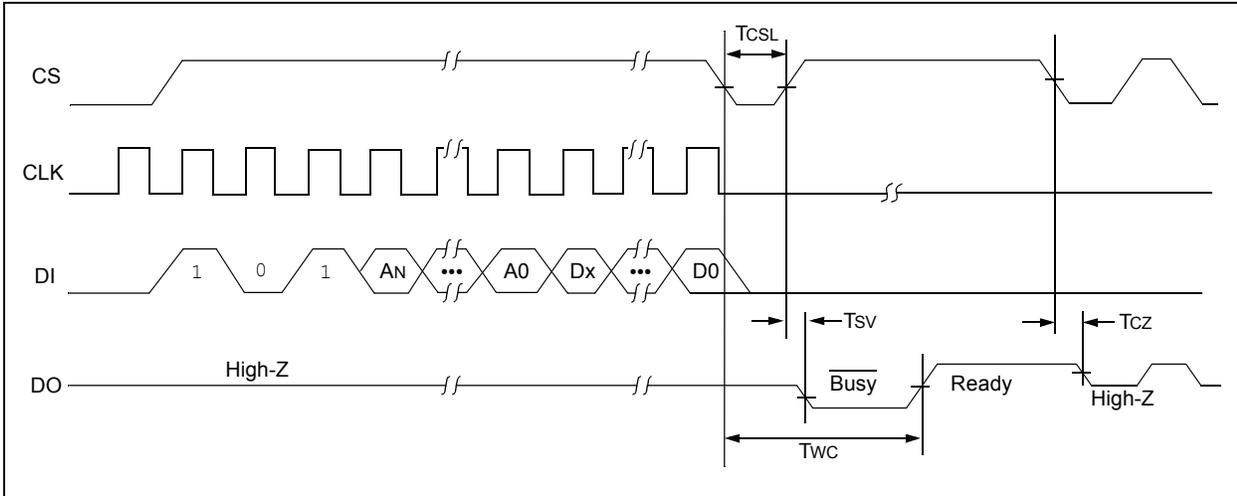 TCSL
CS
CLK
DI 1 0 1 AN ••• A0 Dx ••• D0
TSV TCZ
DO High-Z Busy Ready High-Z
TWC